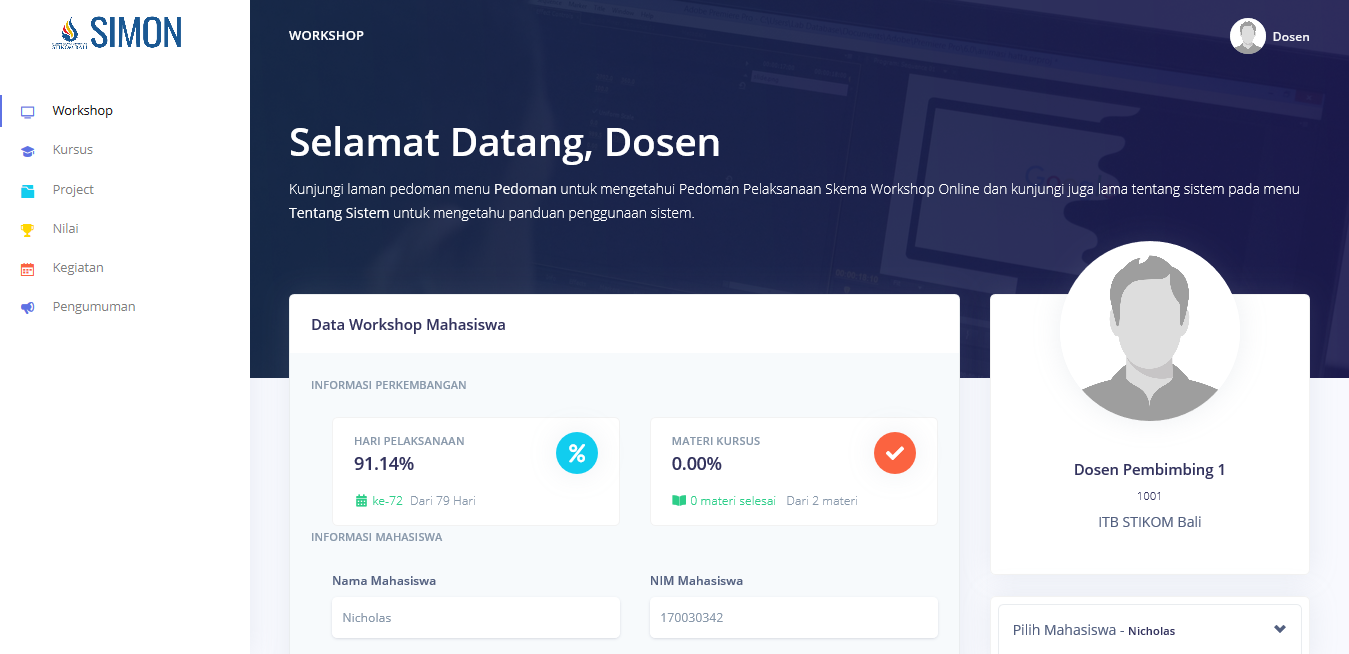 SIMON
STIKOM BALI
Workshop
Kursus
Project
Nilai
Kegiatan
Pengumuman
WORKSHOP
Dosen
Selamat Datang, Dosen
Kunjungi laman pedoman menu Pedoman untuk mengetahui Pedoman Pelaksanaan Skema Workshop Online dan kunjungi juga lama tentang sistem pada menu
Tentang Sistem untuk mengetahu panduan penggunaan sistem.
Data Workshop Mahasiswa
INFORMASI PERKEMBANGAN
HARI PELAKSANAAN
91.14%
%
ke-72 Dari 79 Hari
MATERI KURSUS
0.00%
0 materi selesai Dari 2 materi
INFORMASI MAHASISWA
Nama Mahasiswa
Nicholas
NIM Mahasiswa
170030342
Dosen Pembimbing 1
1001
ITB STIKOM Bali
Pilih Mahasiswa - Nicholas